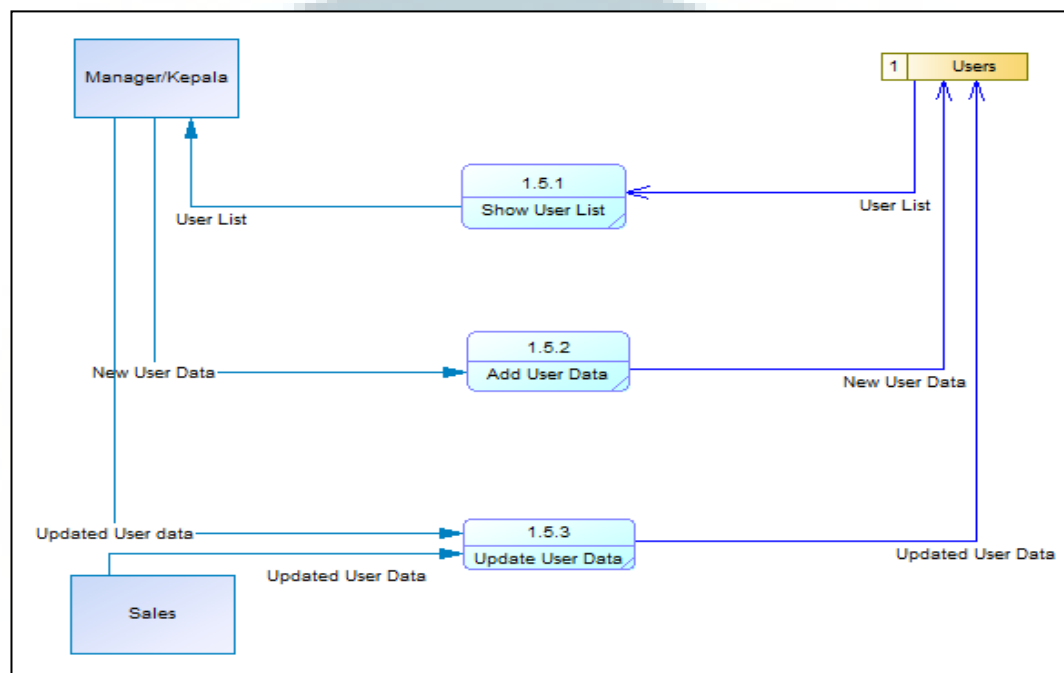 Manager/Kepala
1 Users
1.5.1
Show User List
User List
User List
1.5.2
Add User Data
New User Data
New User Data
1.5.3
Update User Data
Updated User data
Updated User Data
Updated User Data
Sales